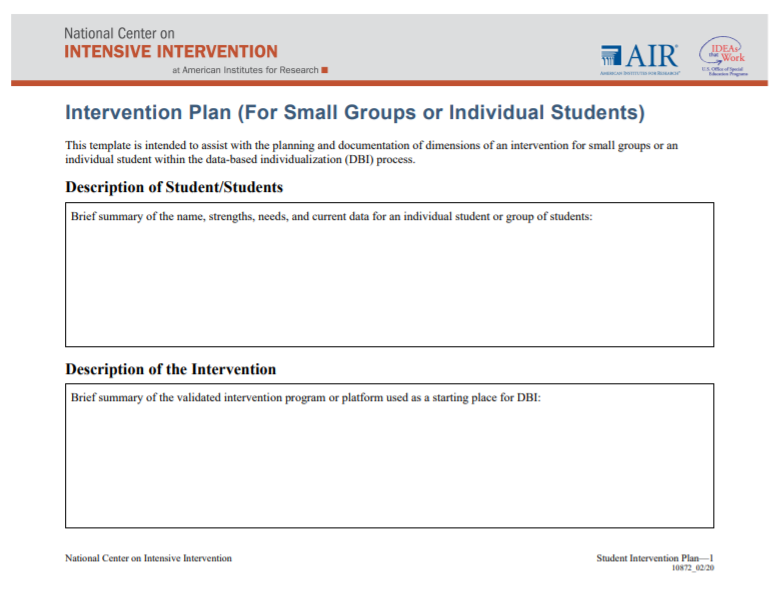 National Center on
INTENSIVE INTERVENTION
at American Institutes for Research
AIR®
AMERICAN INSTITUTES FOR RESEARCH®
IDEAs
that Work
U.S. Office of Special
Education Programs
Intervention Plan (For Small Groups or Individual Students)
This template is intended to assist with the planning and documentation of dimensions of an intervention for small groups or an
individual student within the data-based individualization (DBI) process.
Description of Student/Students
Brief summary of the name, strengths, needs, and current data for an individual student or group of students:
Description of the Intervention
Brief summary of the validated intervention program or platform used as a starting place for DBI:
National Center on Intensive Intervention
Student Intervention Plan—1
10872_02/20